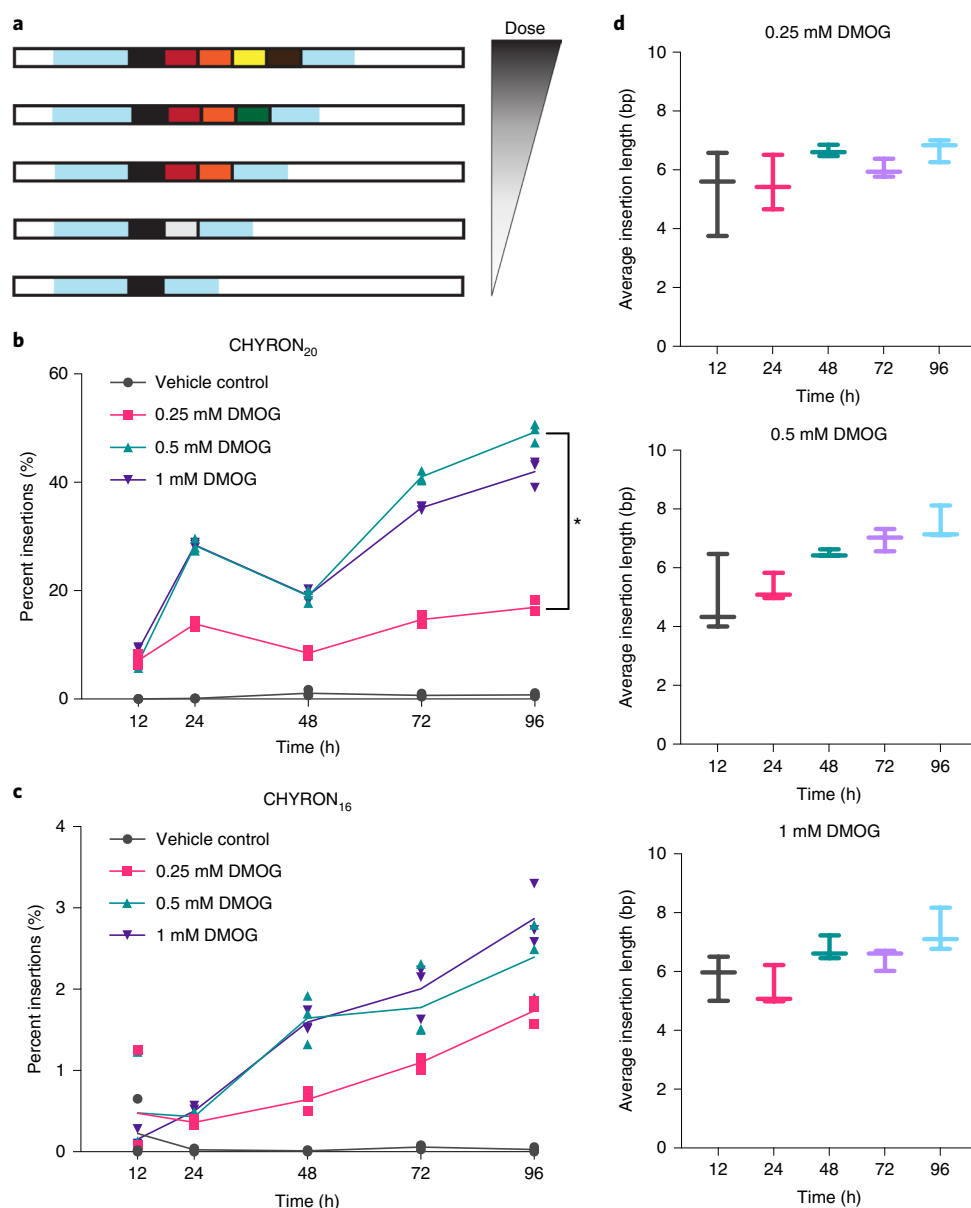 a
Dose
b
CHYRON20
Vehicle control
0.25 mM DMOG
0.5 mM DMOG
1 mM DMOG
*
Percent insertions (%)
60
40
20
0
12 24 48 72 96
Time (h)
c
CHYRON16
Vehicle control
0.25 mM DMOG
0.5 mM DMOG
1 mM DMOG
Percent insertions (%)
4
3
2
1
0
12 24 48 72 96
Time (h)
d
0.25 mM DMOG
Average insertion length (bp)
10
8
6
4
2
0
12 24 48 72 96
Time (h)
0.5 mM DMOG
Average insertion length (bp)
10
8
6
4
2
0
12 24 48 72 96
Time (h)
1 mM DMOG
Average insertion length (bp)
10
8
6
4
2
0
12 24 48 72 96
Time (h)